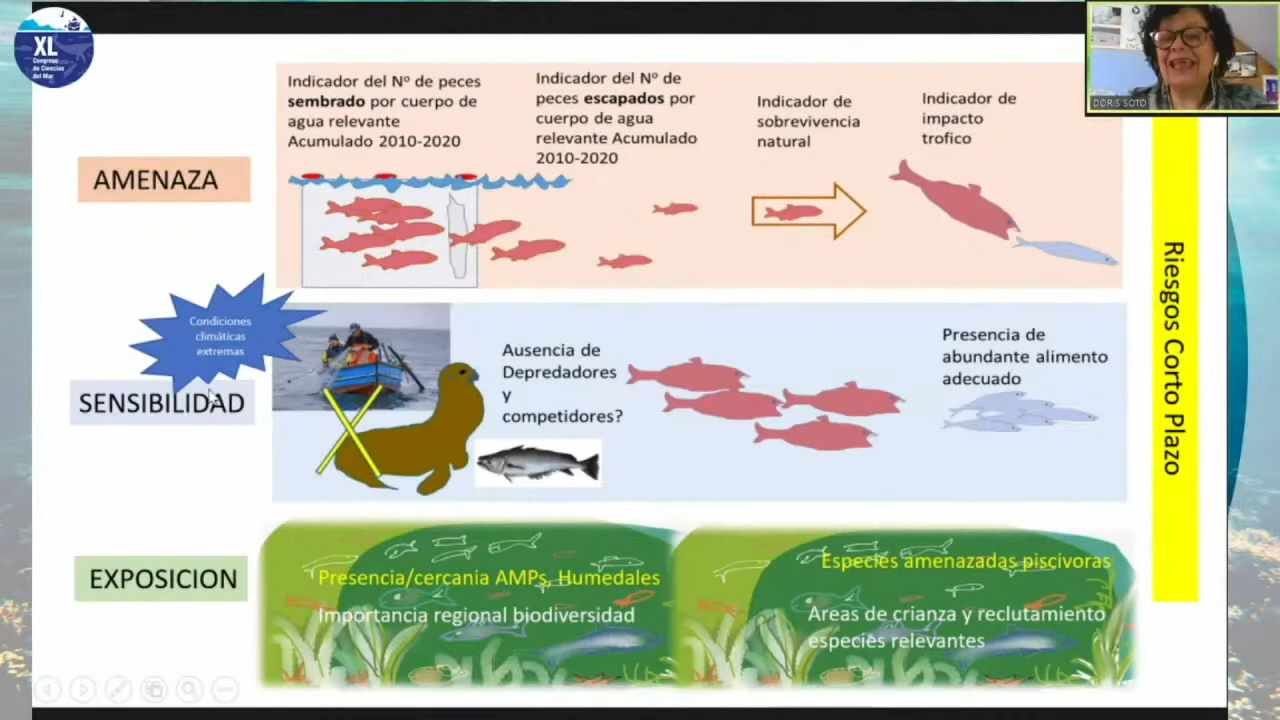 XL
Congreso
de Ciencias
del Mar
DORIS SOTO
Indicador del Nº de peces
sembrado por cuerpo de
agua relevante
Acumulado 2010-2020
Indicador del Nº de
peces escapados por
cuerpo de agua
relevante Acumulado
2010-2020
Indicador de
sobrevivencia
natural
Indicador de
impacto
trofico
AMENAZA
Condiciones
climáticas
extremas
SENSIBILIDAD
Ausencia de
Depredadores
y
competidores?
Presencia de
abundante alimento
adecuado
Riesgos Corto Plazo
EXPOSICION
Presencia/cercania AMPs, Humedales
Importancia regional biodiversidad
Especies amenazadas piscivoras
Areas de crianza y reclutamiento
especies relevantes